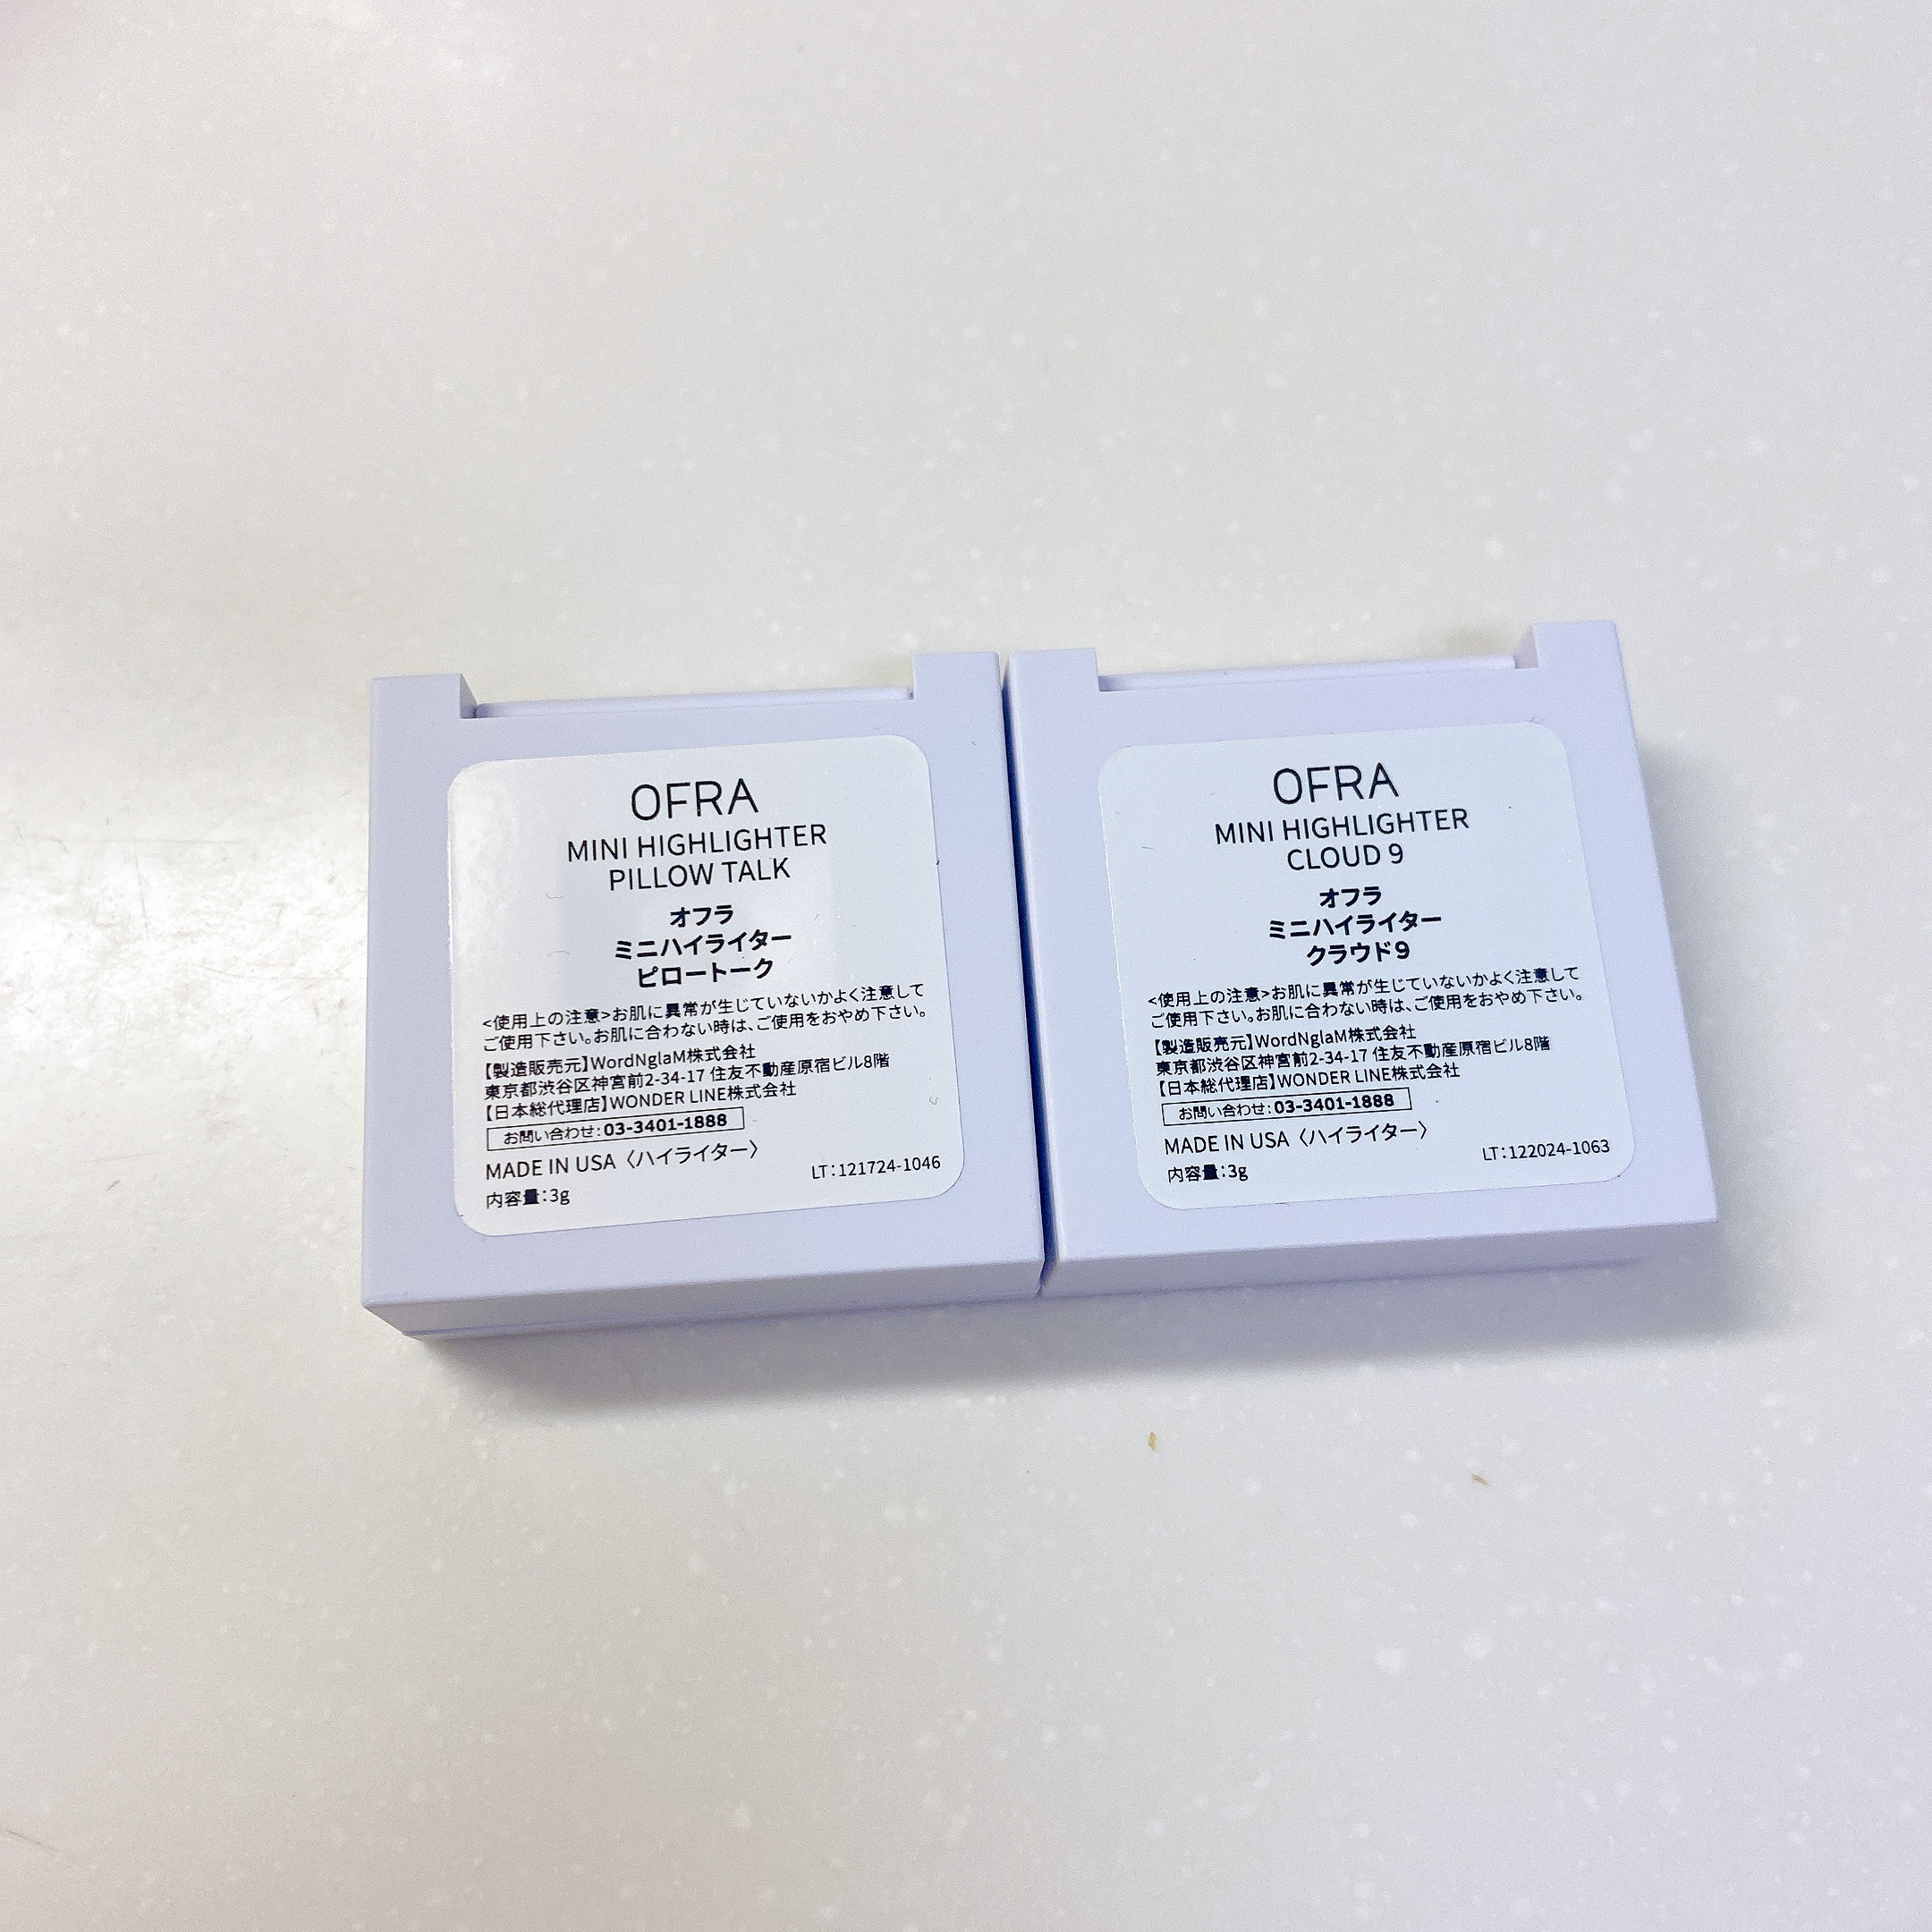 OFRA
MINI HIGHLIGHTER
PILLOW TALK
オフラ
ミニハイライター
ピロートーク
<使用上の注意>お肌に異常が生じていないかよく注意して
ご使用下さい。お肌に合わない時は、ご使用をおやめ下さい。
【製造販売元】WordNglaM株式会社
東京都渋谷区神宮前2-34-17 住友不動産原宿ビル8階
【日本総代理店】WONDER LINE株式会社
お問い合わせ:03-3401-1888
MADE IN USA〈ハイライター〉
内容量:3g
LT:121724-1046
OFRA
MINI HIGHLIGHTER
CLOUD 9
オフラ
ミニハイライター
クラウド9
<使用上の注意>お肌に異常が生じていないかよく注意して
ご使用下さい。お肌に合わない時は、ご使用をおやめ下さい。
【製造販売元】WordNglaM株式会社
東京都渋谷区神宮前2-34-17 住友不動産原宿ビル8階
【日本総代理店】WONDER LINE株式会社
お問い合わせ:03-3401-1888
MADE IN USA〈ハイライター〉
内容量:3g
LT:122024-1063